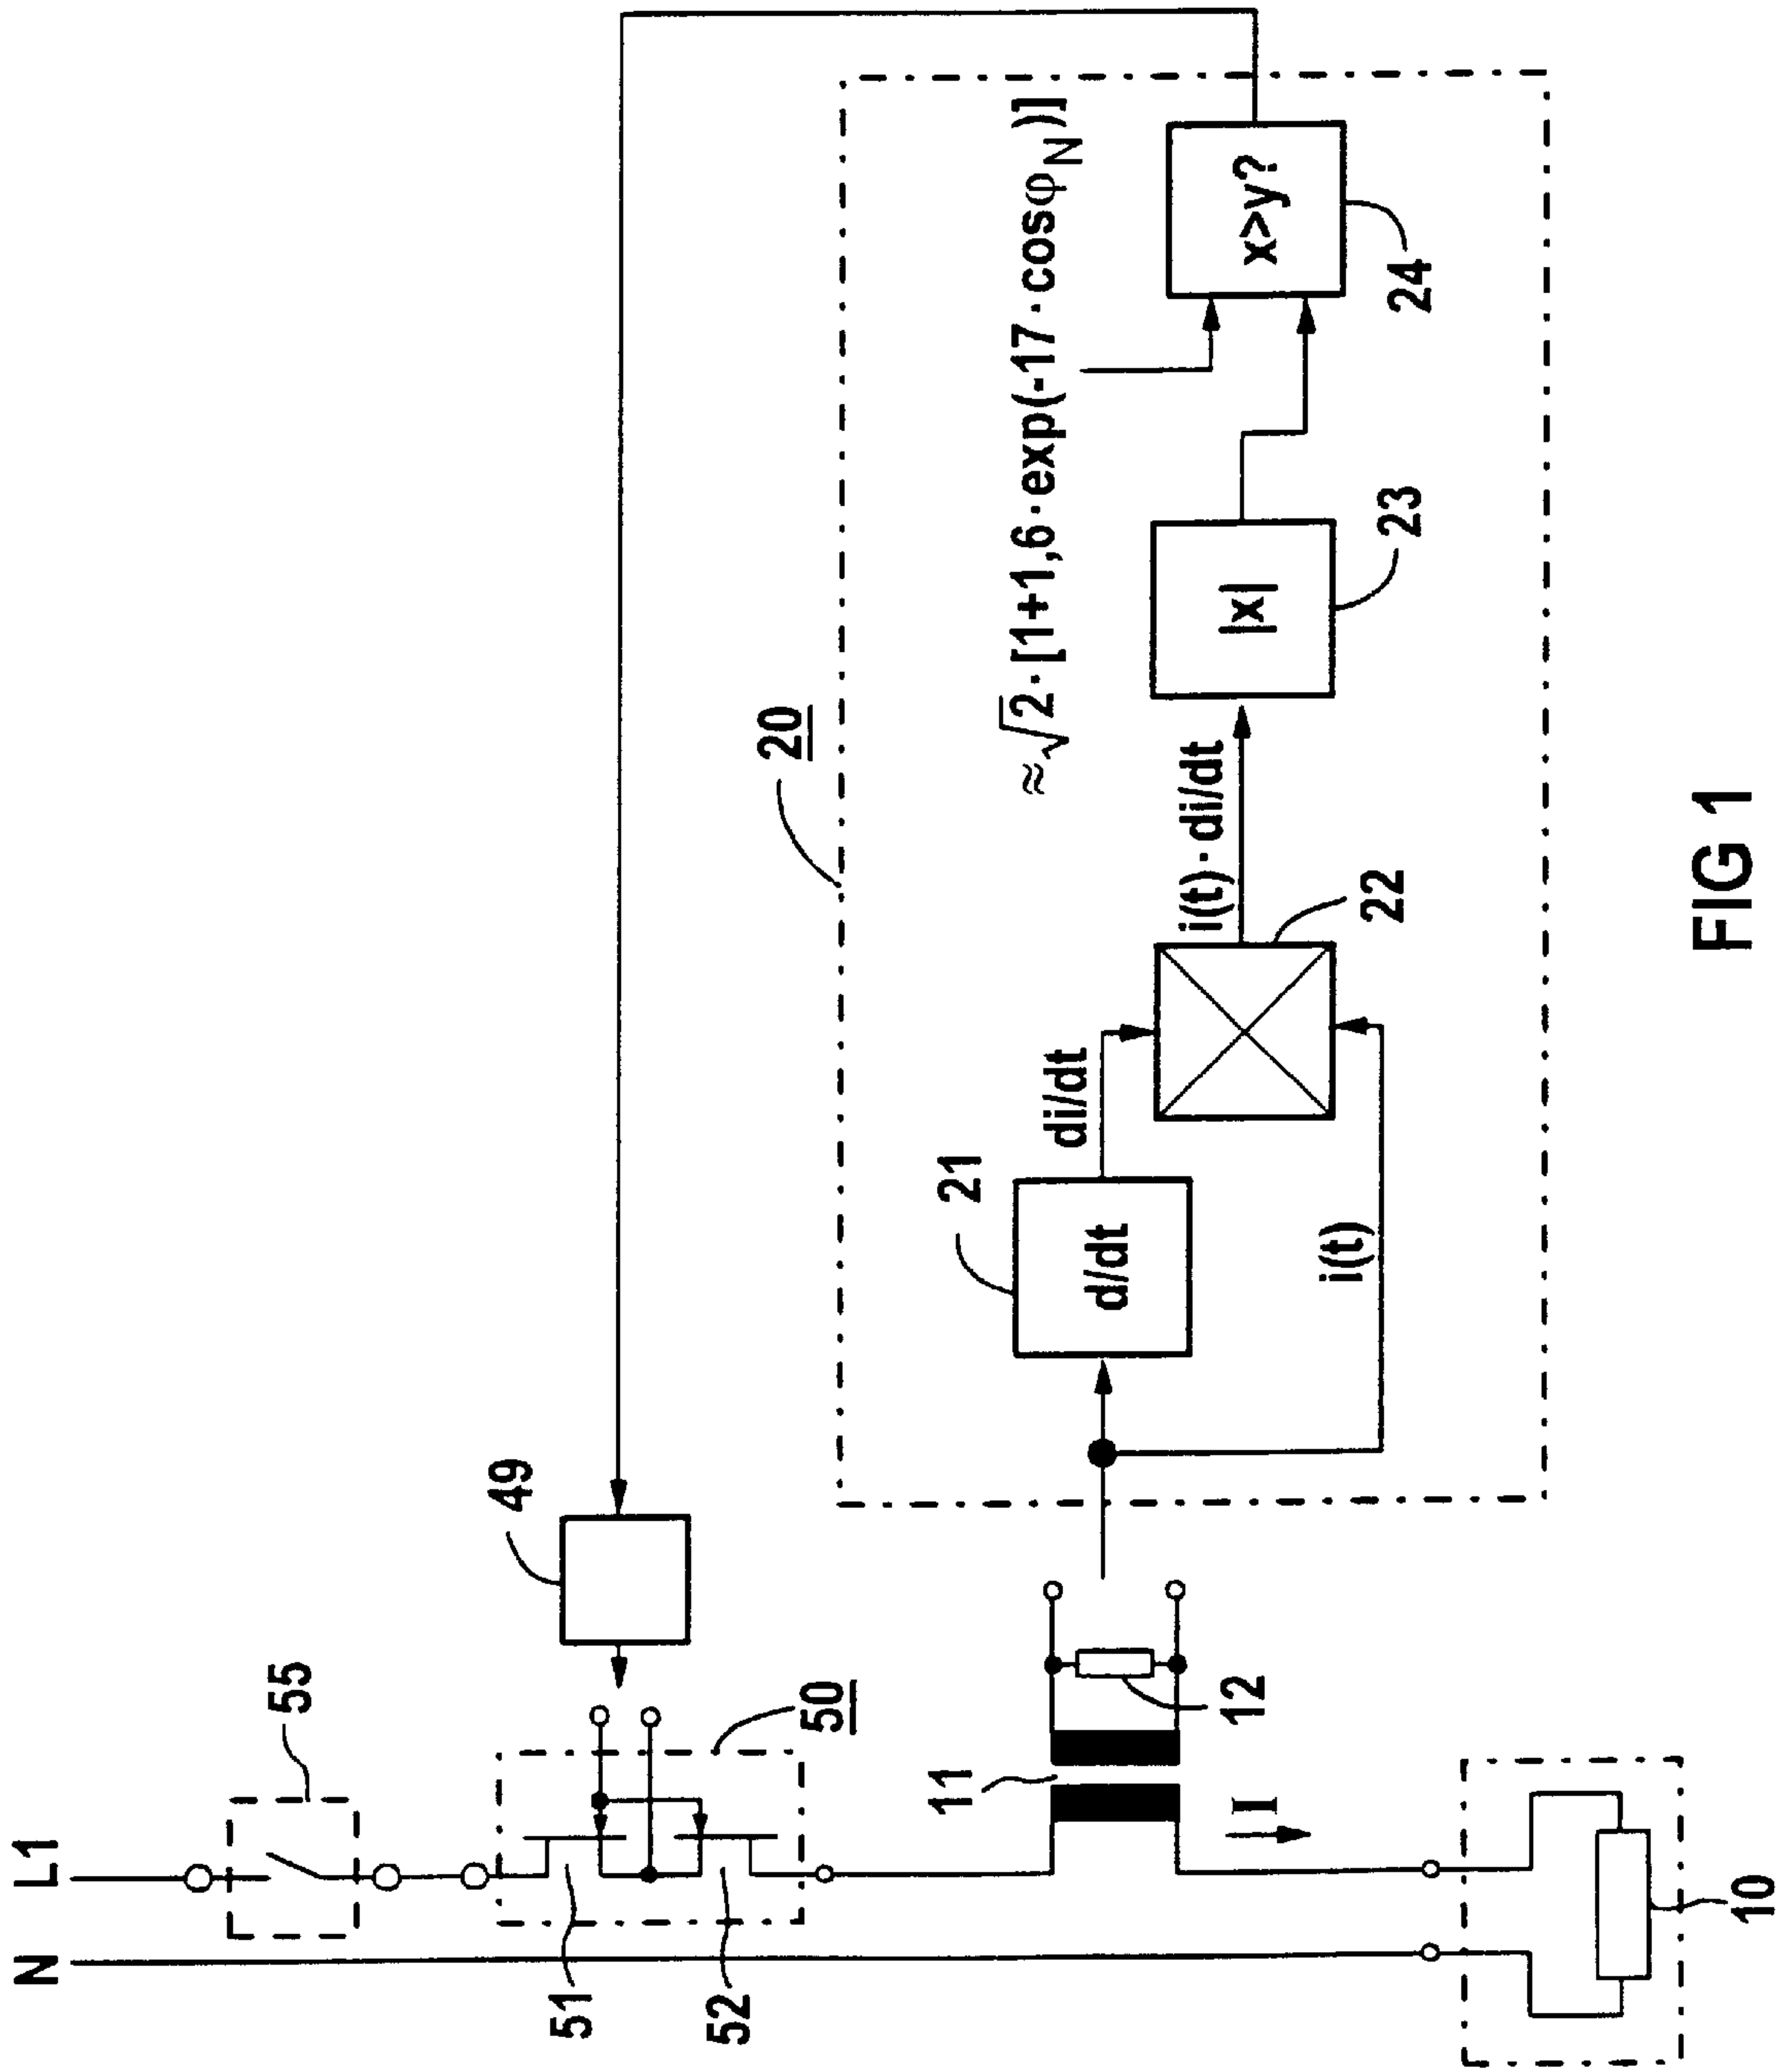 N
L1
55
49
51
52
50
20
11
12
I
10
21
d/dt
di/dt
i(t)
22
i(t)·di/dt
23
|x|
≈√2·[1+1,6·exp(-17·cosφN)]
x>y?
24
FIG 1